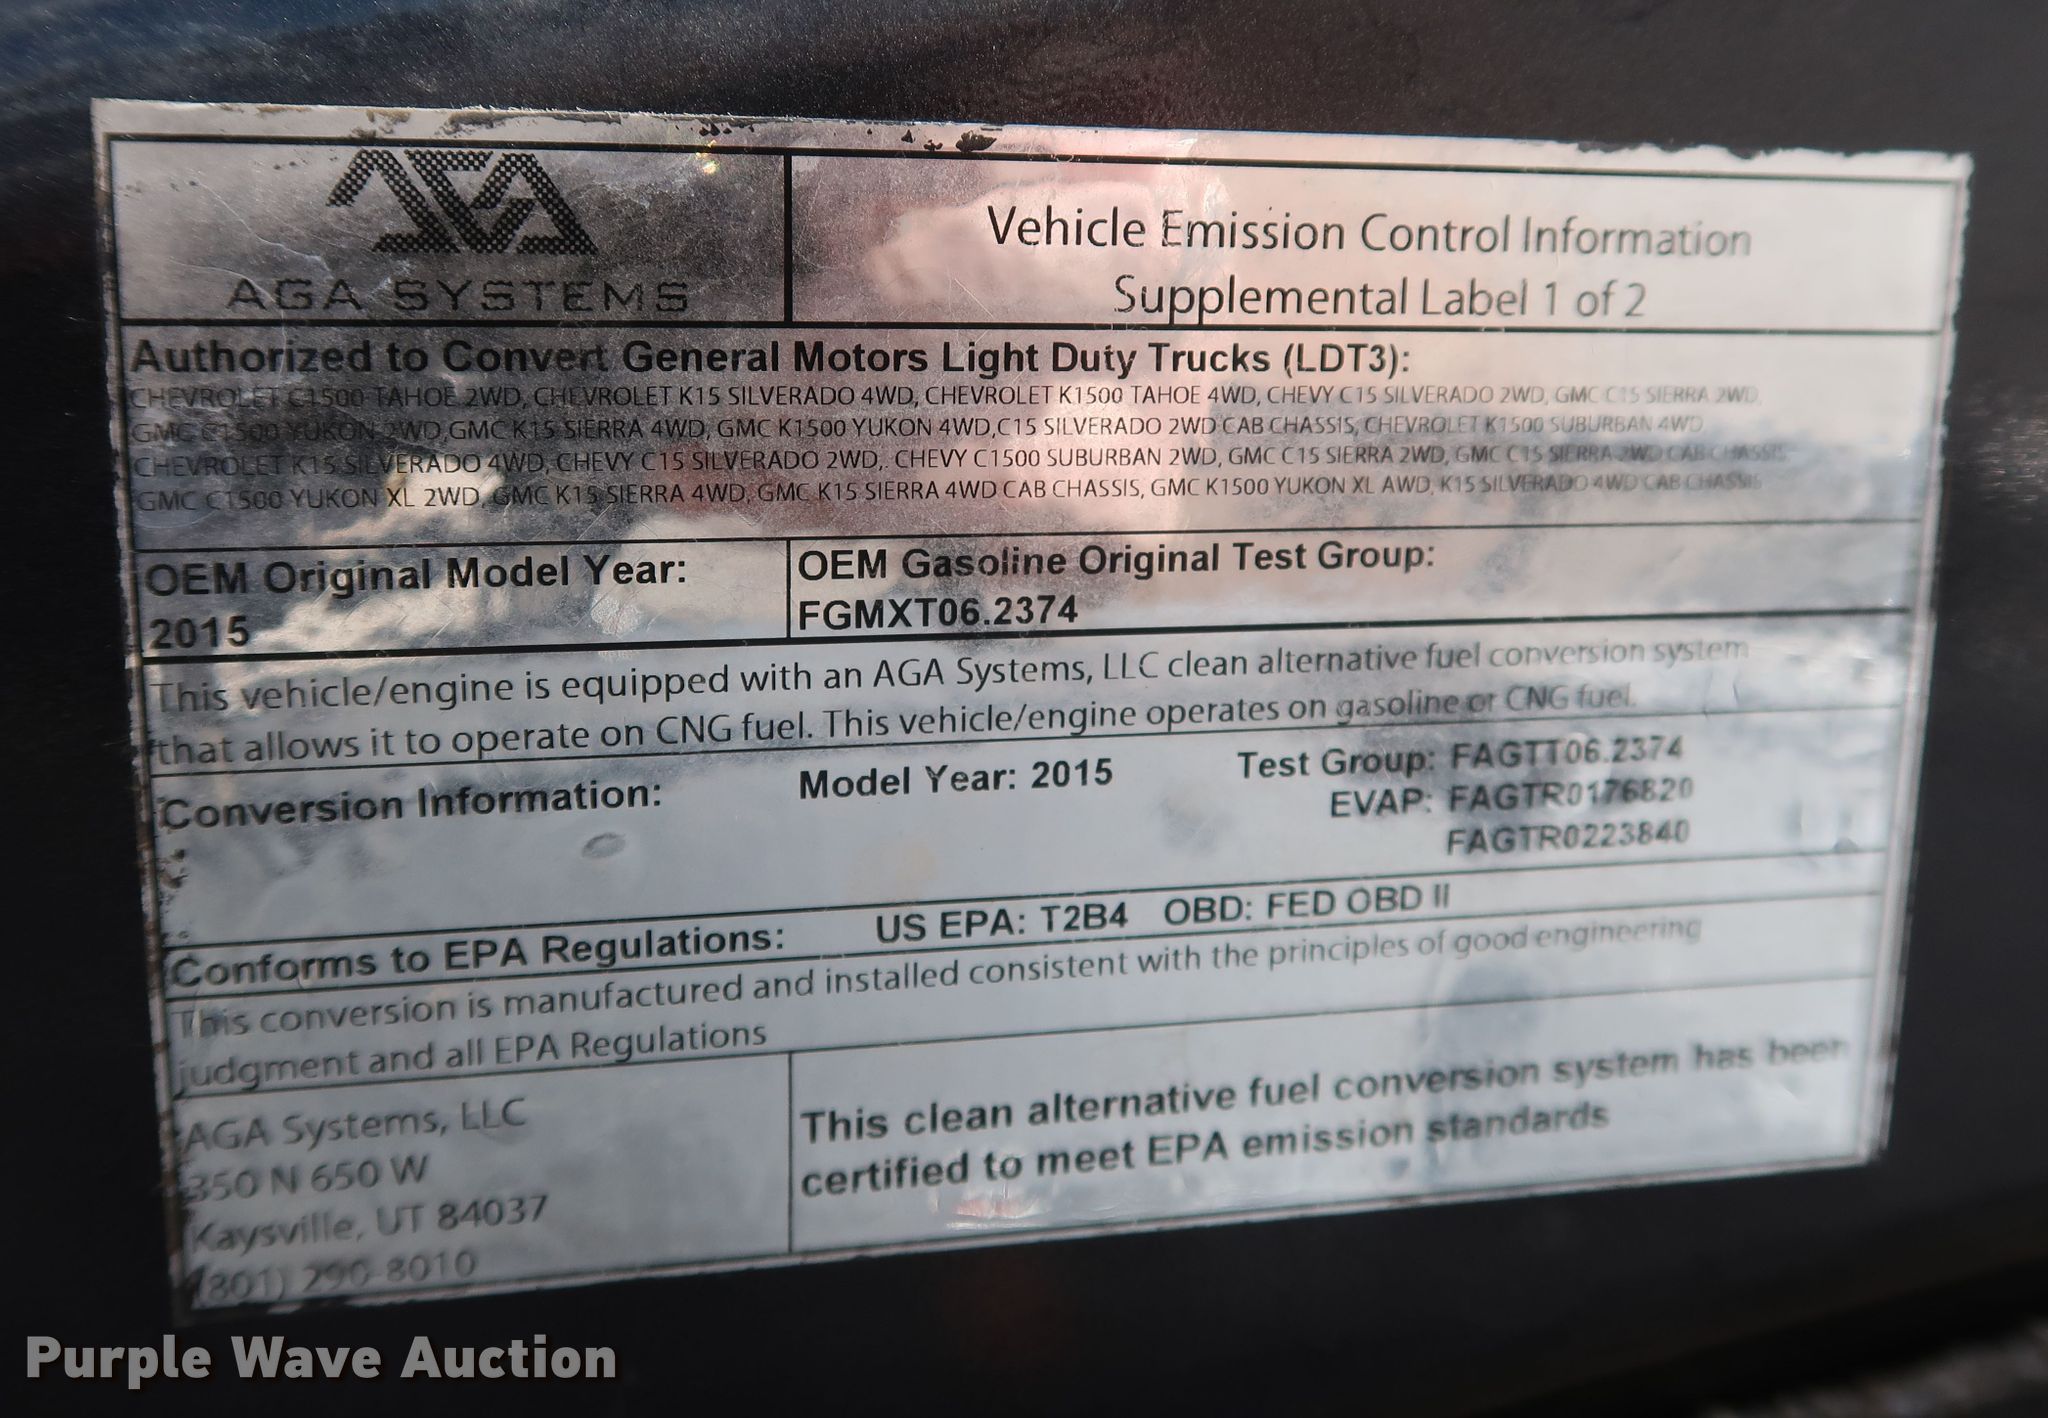 AGA SYSTEMS
Vehicle Emission Control Information
Supplemental Label 1 of 2
Authorized to Convert General Motors Light Duty Trucks (LDT3):
CHEVROLET C1500 TAHOE 2WD, CHEVROLET K15 SILVERADO 4WD, CHEVROLET K1500 TAHOE 4WD, CHEVY C15 SILVERADO 2WD, GMC C15 SIERRA 2WD,
GMC C1500 YUKON 2WD,GMC K15 SIERRA 4WD, GMC K1500 YUKON 4WD,C15 SILVERADO 2WD CAB CHASSIS, CHEVROLET K1500 SUBURBAN 4WD,
CHEVROLET K15 SILVERADO 4WD, CHEVY C15 SILVERADO 2WD,. CHEVY C1500 SUBURBAN 2WD, GMC C15 SIERRA 2WD, GMC C15 SIERRA 2WD CAB CHASSIS,
GMC C1500 YUKON XL 2WD, GMC K15 SIERRA 4WD, GMC K15 SIERRA 4WD CAB CHASSIS, GMC K1500 YUKON XL AWD, K15 SILVERADO 4WD CAB CHASSIS
OEM Original Model Year:
2015
OEM Gasoline Original Test Group:
FGMXT06.2374
This vehicle/engine is equipped with an AGA Systems, LLC clean alternative fuel conversion system
that allows it to operate on CNG fuel. This vehicle/engine operates on gasoline or CNG fuel.
Conversion Information: Model Year: 2015 Test Group: FAGTT06.2374
EVAP: FAGTR0176820
FAGTR0223840
Conforms to EPA Regulations: US EPA: T2B4 OBD: FED OBD II
This conversion is manufactured and installed consistent with the principles of good engineering
judgment and all EPA Regulations
AGA Systems, LLC
350 N 650 W
Kaysville, UT 84037
(801) 290-8010
This clean alternative fuel conversion system has been
certified to meet EPA emission standards
Purple Wave Auction